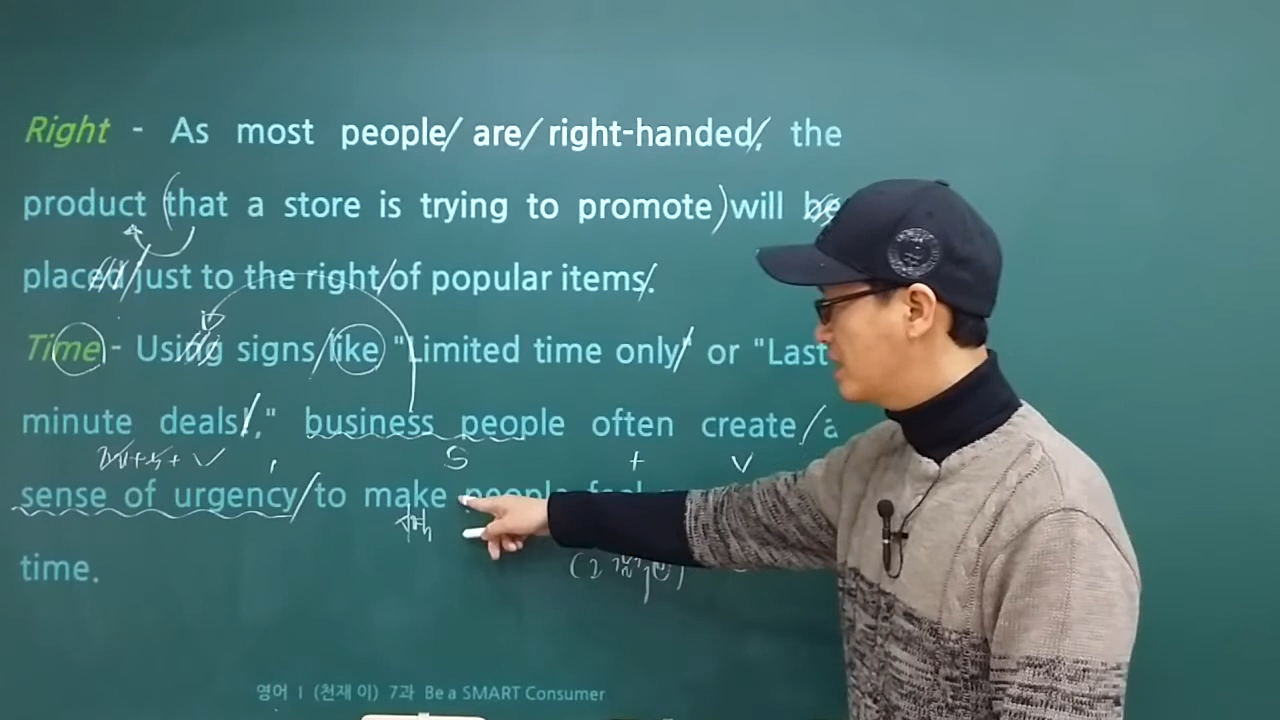 Right - As most people/ are/ right-handed/, the
product (that a store is trying to promote) will be
placed/just to the right/of popular items/.
Time - Using signs/like "Limited time only/" or "Last
minute deals!/," business people often create/a
S + V
sense of urgency/to make people feel
time.
영어 Ⅰ (천재 이) 7과 Be a SMART Consumer